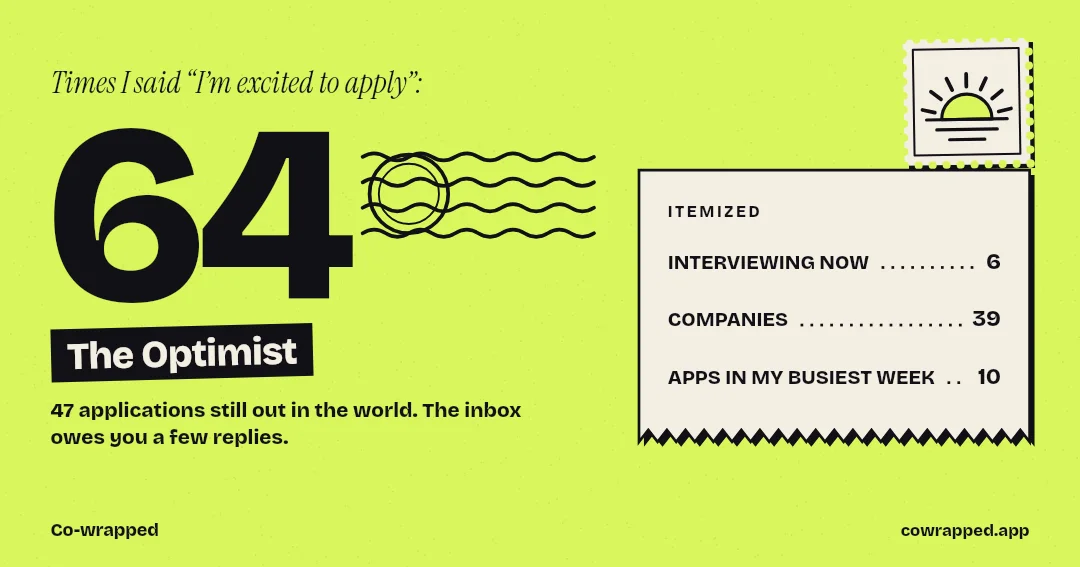 Times I said “I’m excited to apply”:
64
The Optimist
47 applications still out in the world. The inbox
owes you a few replies.
ITEMIZED
INTERVIEWING NOW .......... 6
COMPANIES ................. 39
APPS IN MY BUSIEST WEEK .. 10
Co-wrapped
cowrapped.app